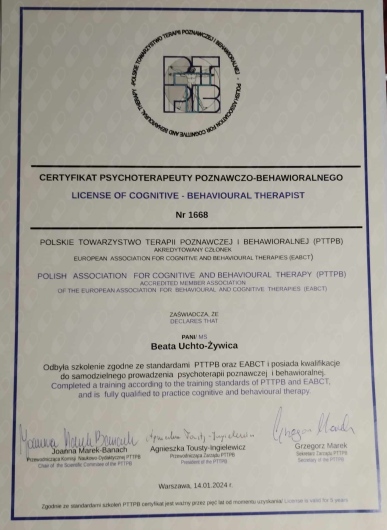 POLSKIE TOWARZYSTWO TERAPII POZNAWCZEJ I BEHAWIORALNEJ - POLISH ASSOCIATION FOR COGNITIVE AND BEHAVIOURAL THERAPY -
PTTPB
CERTYFIKAT PSYCHOTERAPEUTY POZNAWCZO-BEHAWIORALNEGO
LICENSE OF COGNITIVE - BEHAVIOURAL THERAPIST
Nr 1668
POLSKIE TOWARZYSTWO TERAPII POZNAWCZEJ I BEHAWIORALNEJ (PTTPB)
AKREDYTOWANY CZŁONEK
EUROPEAN ASSOCIATION FOR COGNITIVE AND BEHAVIOURAL THERAPIES (EABCT)
POLISH ASSOCIATION FOR COGNITIVE AND BEHAVIOURAL THERAPY (PTTPB)
ACCREDITED MEMBER ASSOCIATION
OF THE EUROPEAN ASSOCIATION FOR BEHAVIOURAL AND COGNITIVE THERAPIES (EABCT)
ZAŚWIADCZA, ZE
DECLARES THAT
PANI/ MS
Beata Uchto-Żywica
Odbyła szkolenie zgodne ze standardami PTTPB oraz EABCT i posiada kwalifikacje
do samodzielnego prowadzenia psychoterapii poznawczej i behawioralnej.
Completed a training according to the training standards of PTTPB and EABCT,
and is fully qualified to practice cognitive and behavioural therapy.
Joanna Marek-Banach
Agnieszka Tousty-Ingielewicz
Grzegorz Marek
Przewodnicząca Komisji Naukowo-Dydaktycznej PTTPB
Przewodnicząca Zarządu PTTPB
Sekretarz Zarządu PTTPB
Chair of the Scientific Committee of the PTTPB
President of the PTTPB
Secretary of the PTTPB
Warszawa, 14.01.2024 r.
Zgodnie ze standardami szkoleń PTTPB certyfikat jest ważny przez pięć lat od momentu uzyskania/ License is valid for 5 years